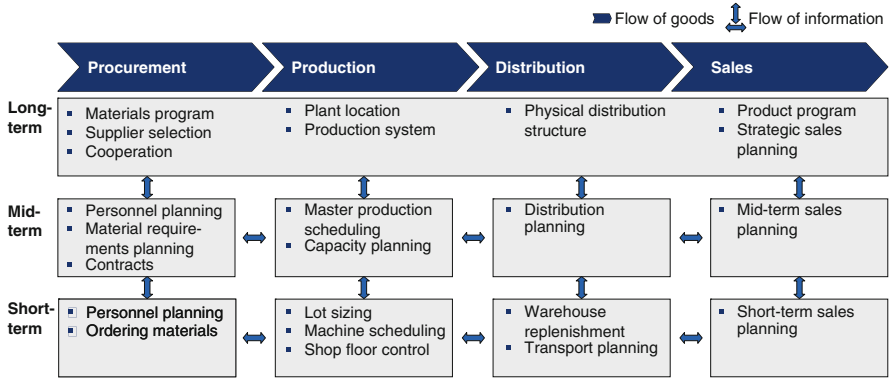 Flow of goods
Flow of information
Procurement
Production
Distribution
Sales
Long-
term
Materials program
Supplier selection
Cooperation
Plant location
Production system
Physical distribution
structure
Product program
Strategic sales
planning
Mid-
term
Personnel planning
Material require-
ments planning
Contracts
Master production
scheduling
Capacity planning
Distribution
planning
Mid-term sales
planning
Short-
term
Personnel planning
Ordering materials
Lot sizing
Machine scheduling
Shop floor control
Warehouse
replenishment
Transport planning
Short-term sales
planning